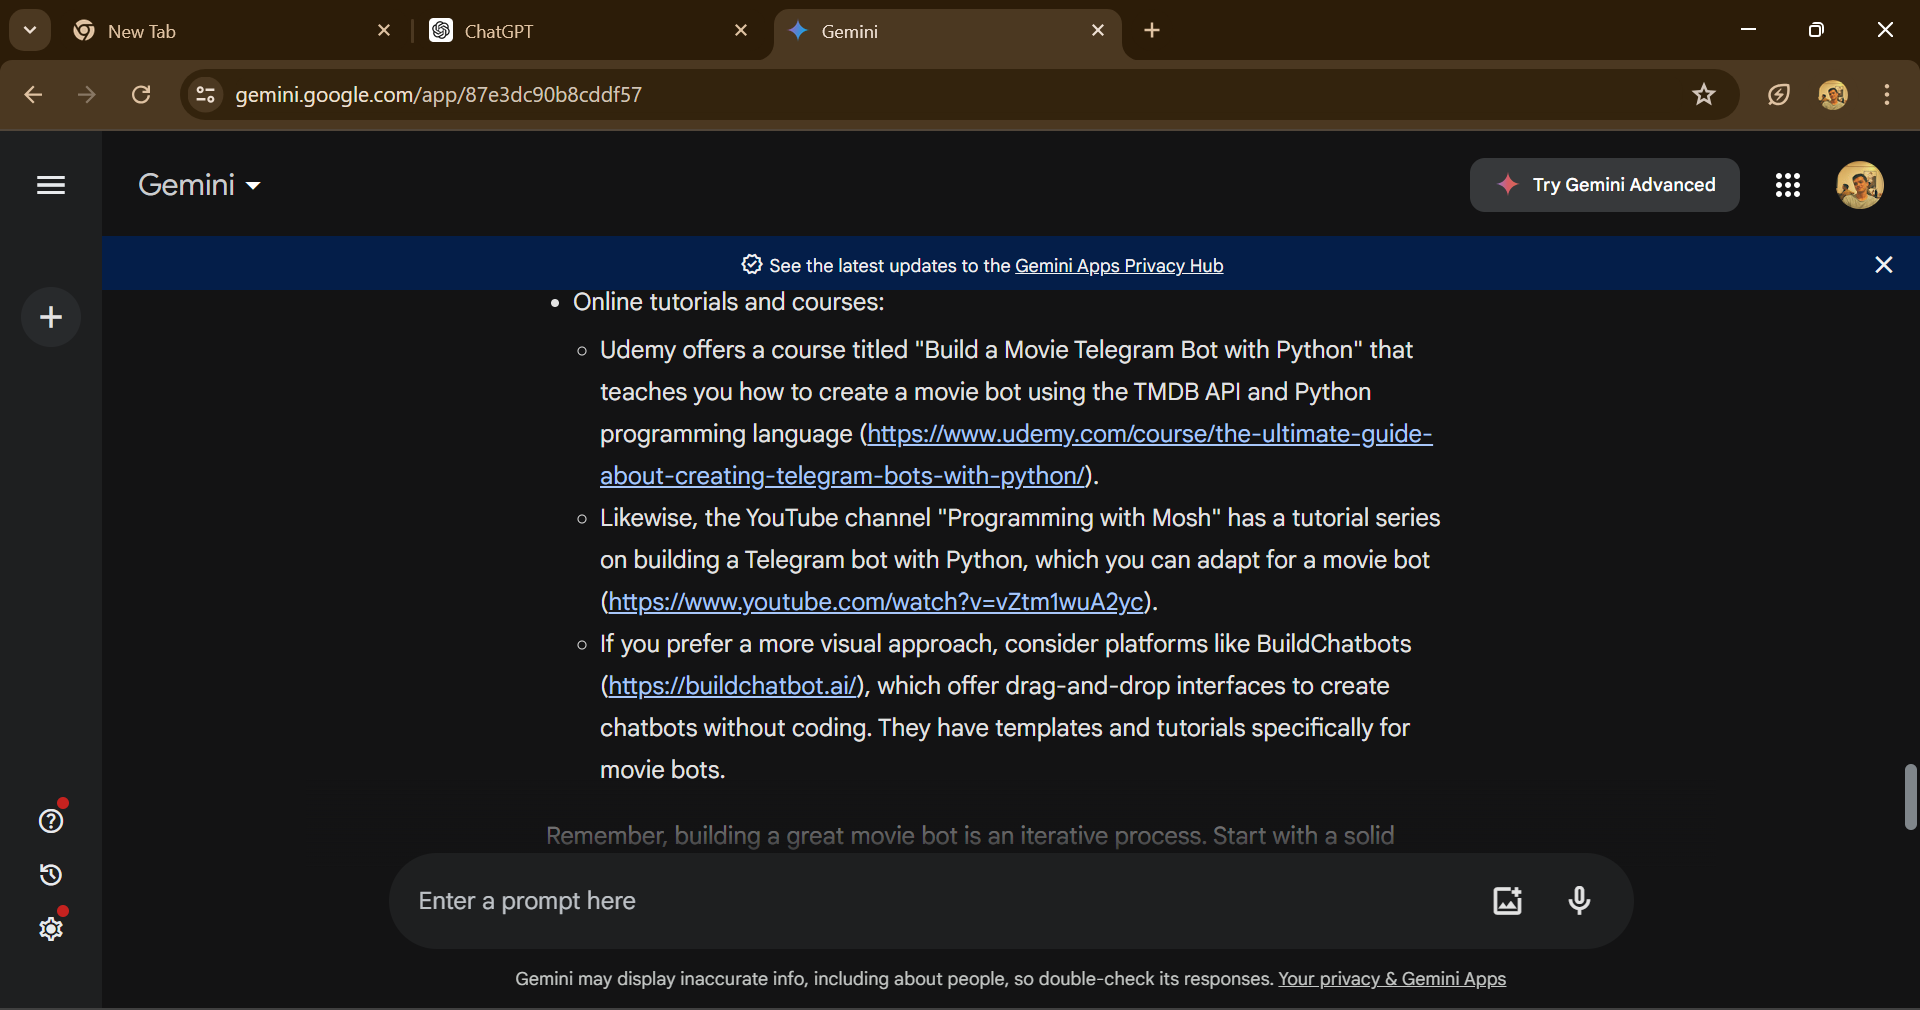 New Tab
ChatGPT
Gemini
gemini.google.com/app/87e3dc90b8cddf57
Gemini
Try Gemini Advanced
See the latest updates to the Gemini Apps Privacy Hub
• Online tutorials and courses:
○ Udemy offers a course titled "Build a Movie Telegram Bot with Python" that
teaches you how to create a movie bot using the TMDB API and Python
programming language (https://www.udemy.com/course/the-ultimate-guide-
about-creating-telegram-bots-with-python/).
○ Likewise, the YouTube channel "Programming with Mosh" has a tutorial series
on building a Telegram bot with Python, which you can adapt for a movie bot
(https://www.youtube.com/watch?v=vZtm1wuA2yc).
○ If you prefer a more visual approach, consider platforms like BuildChatbots
(https://buildchatbot.ai/), which offer drag-and-drop interfaces to create
chatbots without coding. They have templates and tutorials specifically for
movie bots.
Remember, building a great movie bot is an iterative process. Start with a solid
Enter a prompt here
Gemini may display inaccurate info, including about people, so double-check its responses. Your privacy & Gemini Apps